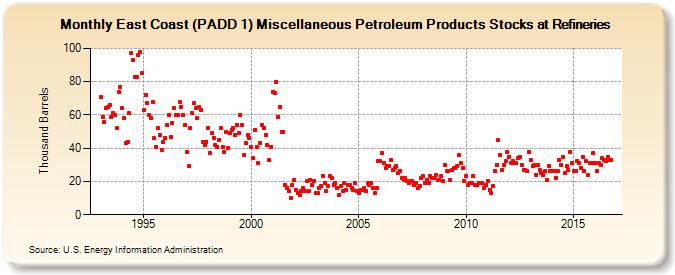 Monthly East Coast (PADD 1) Miscellaneous Petroleum Products Stocks at Refineries
Thousand Barrels
100
80
60
40
20
0
1995 2000 2005 2010 2015
Source: U.S. Energy Information Administration